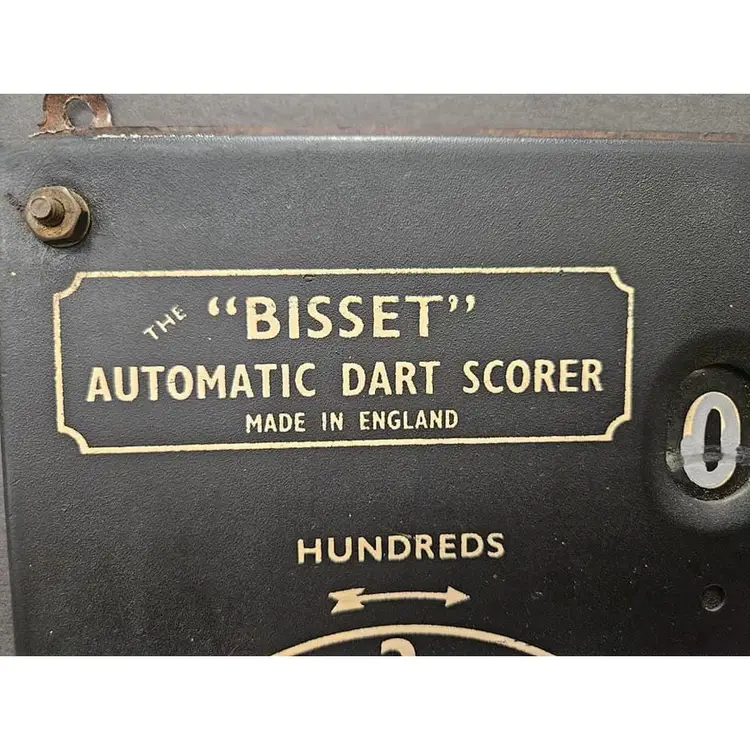 THE "BISSET"
AUTOMATIC DART SCORER
MADE IN ENGLAND
0
HUNDREDS